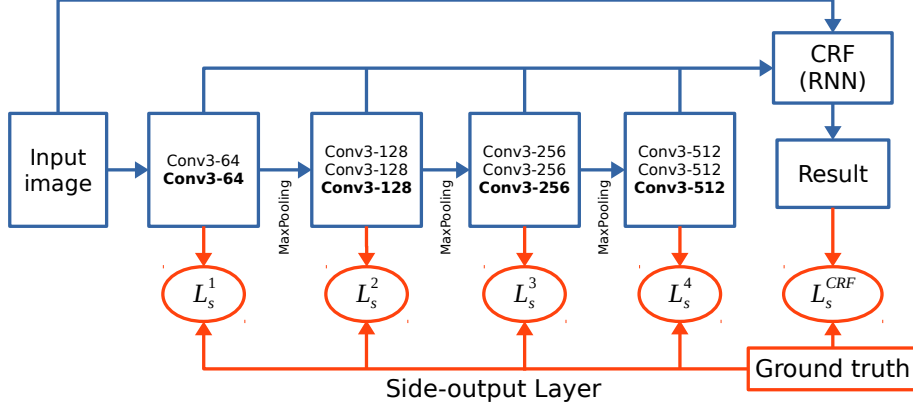 CRF
(RNN)
Input
image
Conv3-64
Conv3-64
MaxPooling
Conv3-128
Conv3-128
Conv3-128
MaxPooling
Conv3-256
Conv3-256
Conv3-256
MaxPooling
Conv3-512
Conv3-512
Conv3-512
Result
L_s^1
L_s^2
L_s^3
L_s^4
L_s^{CRF}
Ground truth
Side-output Layer